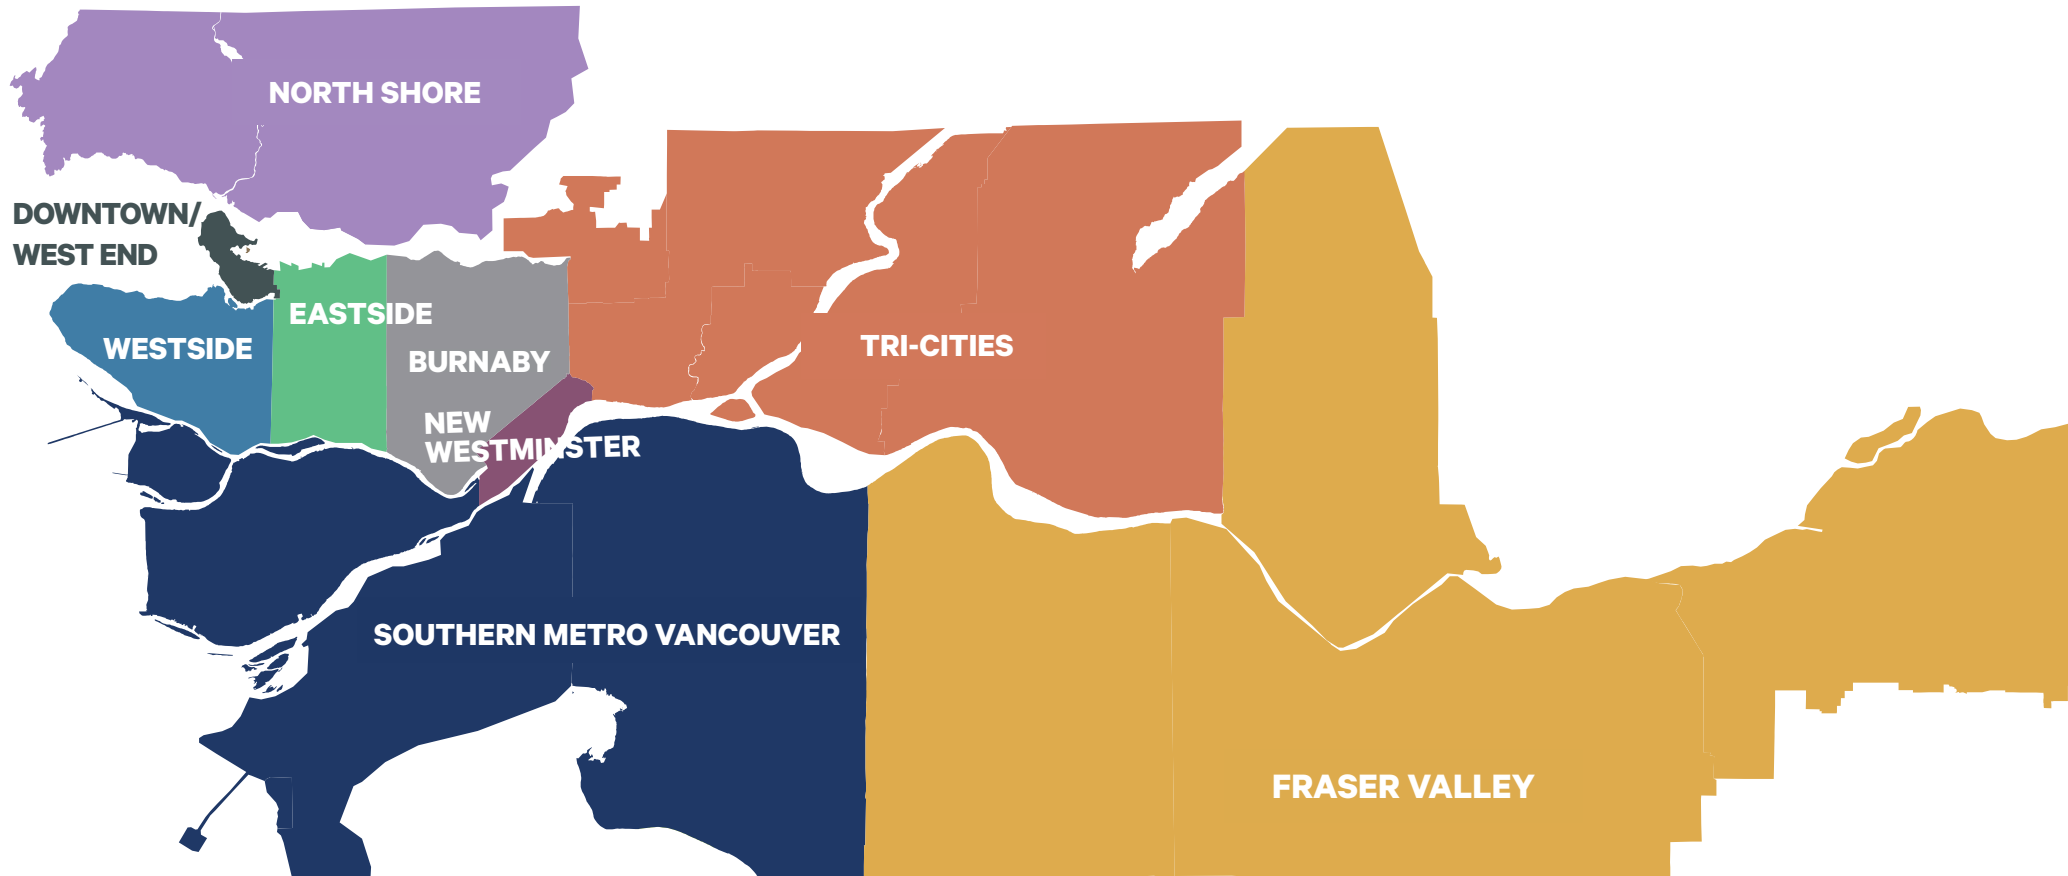 NORTH SHORE
DOWNTOWN/
WEST END
EASTSIDE
WESTSIDE
BURNABY
TRI-CITIES
NEW
WESTMINSTER
SOUTHERN METRO VANCOUVER
FRASER VALLEY